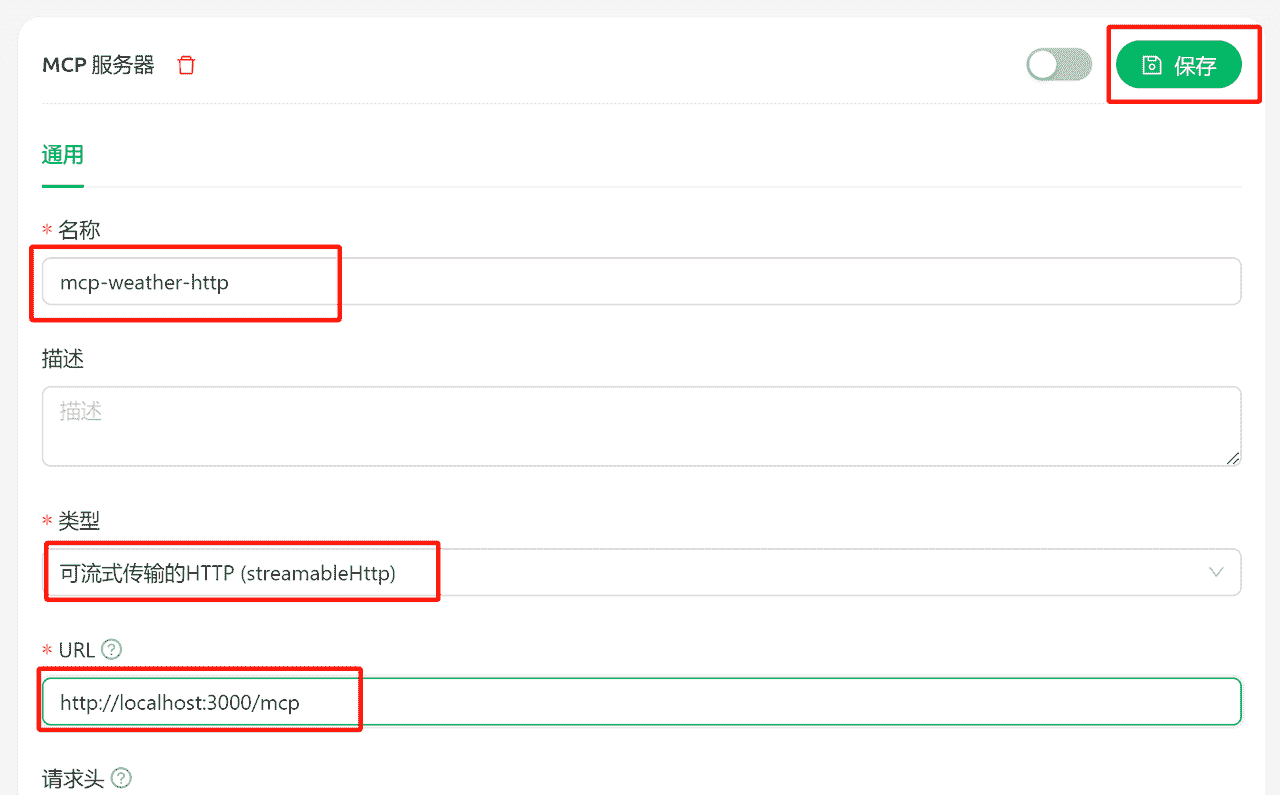 MCP 服务器
保存
通用
* 名称
mcp-weather-http
描述
描述
* 类型
可流式传输的HTTP (streamableHttp)
* URL ?
http://localhost:3000/mcp
请求头 ?